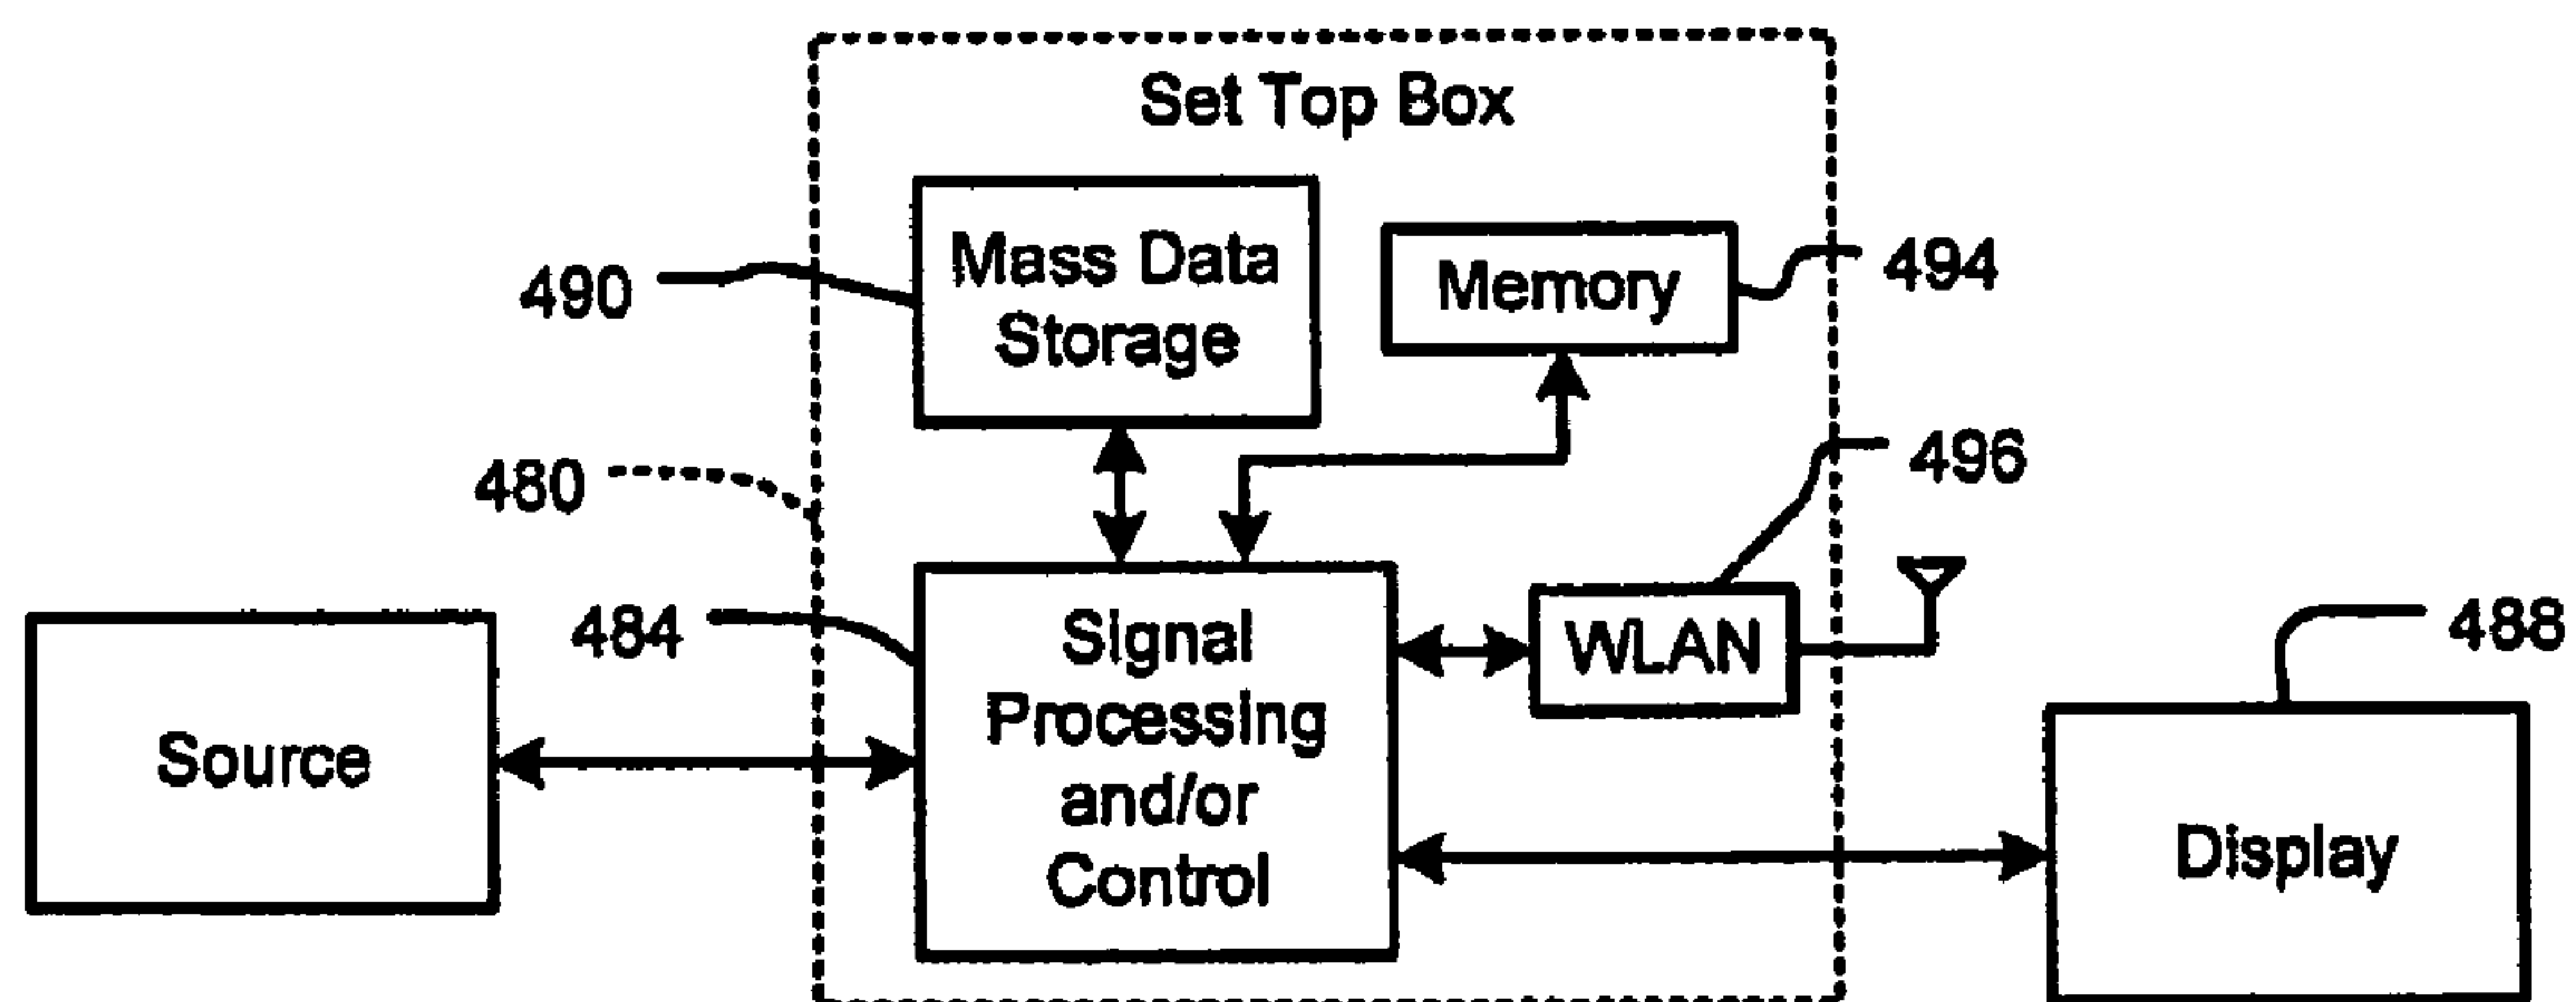 Set Top Box
490
Mass Data
Storage
Memory
494
480
496
484
Signal
Processing
and/or
Control
WLAN
488
Source
Display